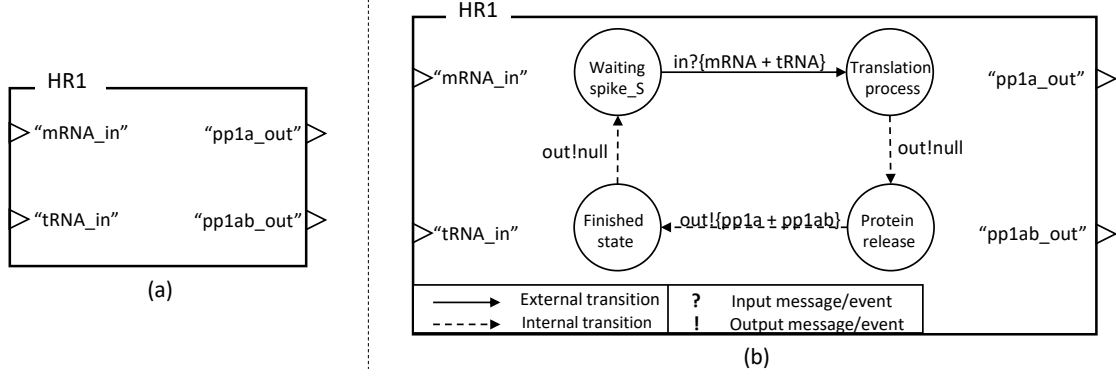 HR1
“mRNA_in”
“pp1a_out”
“tRNA_in”
“pp1ab_out”
(a)
HR1
“mRNA_in”
Waiting
spike_S
in?{mRNA + tRNA}
Translation
process
“pp1a_out”
out!null
out!null
“tRNA_in”
Finished
state
out!{pp1a + pp1ab}
Protein
release
“pp1ab_out”
External transition
? Input message/event
Internal transition
! Output message/event
(b)